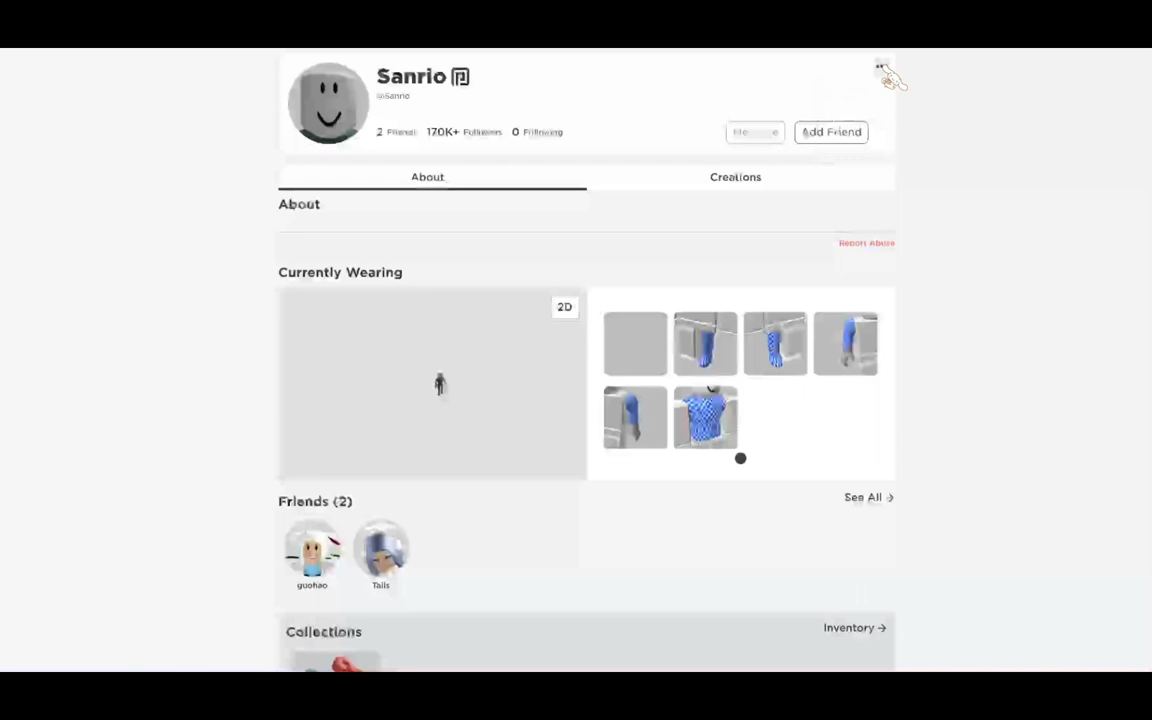 Sanrio
@Sanrio
2 Friends 170K+ Followers 0 Following
Add Friend
About Creations
About
Report Abuse
Currently Wearing
2D
Friends (2) See All →
guohao Tails
Collections Inventory →